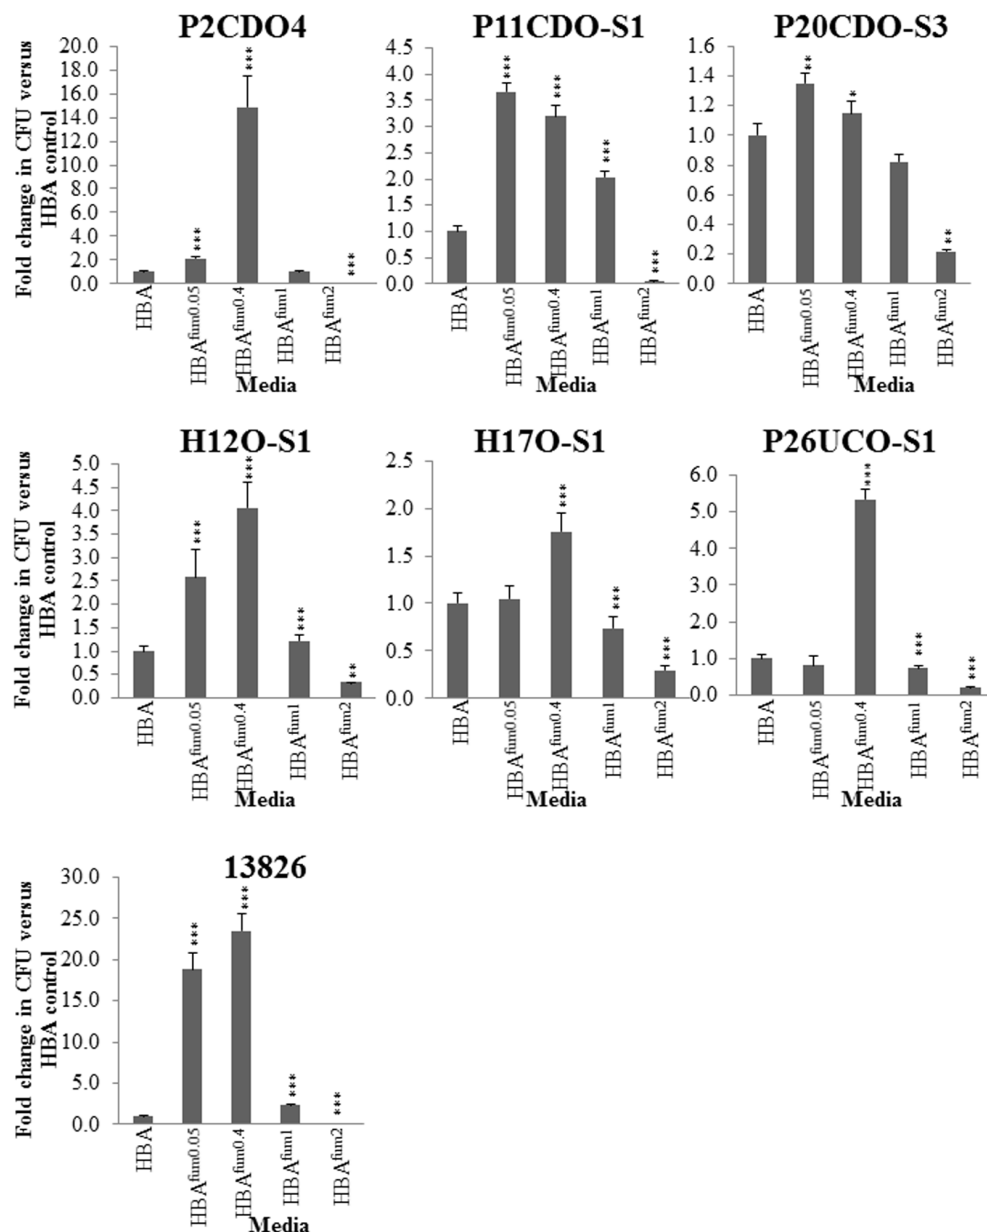 P2CDO4
Fold change in CFU versus
HBA control
20.0
18.0
16.0
14.0
12.0
10.0
8.0
6.0
4.0
2.0
0.0
***
***
***
HBA
HBAfum0.05
HBAfum0.4
HBAfum1
HBAfum2
Media
P11CDO-S1
4.5
4.0
3.5
3.0
2.5
2.0
1.5
1.0
0.5
0.0
***
***
***
***
HBA
HBAfum0.05
HBAfum0.4
HBAfum1
HBAfum2
Media
P20CDO-S3
1.6
1.4
1.2
1.0
0.8
0.6
0.4
0.2
0.0
**
*
**
HBA
HBAfum0.05
HBAfum0.4
HBAfum1
HBAfum2
Media
H12O-S1
Fold change in CFU versus
HBA control
5.0
4.5
4.0
3.5
3.0
2.5
2.0
1.5
1.0
0.5
0.0
***
***
***
**
HBA
HBAfum0.05
HBAfum0.4
HBAfum1
HBAfum2
Media
H17O-S1
2.5
2.0
1.5
1.0
0.5
0.0
***
***
***
HBA
HBAfum0.05
HBAfum0.4
HBAfum1
HBAfum2
Media
P26UCO-S1
6.0
5.0
4.0
3.0
2.0
1.0
0.0
***
***
***
HBA
HBAfum0.05
HBAfum0.4
HBAfum1
HBAfum2
Media
13826
Fold change in CFU versus
HBA control
30.0
25.0
20.0
15.0
10.0
5.0
0.0
***
***
***
***
HBA
HBAfum0.05
HBAfum0.4
HBAfum1
HBAfum2
Media